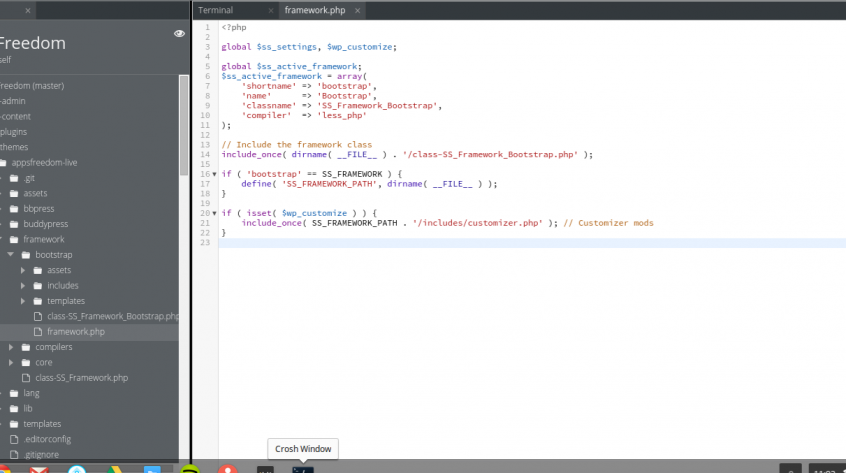 Terminal ×
framework.php ×
Freedom
self
reedom (master)
-admin
-content
plugins
themes
appsfreedom-live
.git
assets
bbpress
buddypress
framework
bootstrap
assets
includes
templates
class-SS_Framework_Bootstrap.php
framework.php
compilers
core
class-SS_Framework.php
lang
lib
templates
.editorconfig
.gitignore
1 <?php
2
3 global $ss_settings, $wp_customize;
4
5 global $ss_active_framework;
6 $ss_active_framework = array(
7 'shortname' => 'bootstrap',
8 'name' => 'Bootstrap',
9 'classname' => 'SS_Framework_Bootstrap',
10 'compiler' => 'less_php'
11 );
12
13 // Include the framework class
14 include_once( dirname( __FILE__ ) . '/class-SS_Framework_Bootstrap.php' );
15
16 if ( 'bootstrap' == SS_FRAMEWORK ) {
17 define( 'SS_FRAMEWORK_PATH', dirname( __FILE__ ) );
18 }
19
20 if ( isset( $wp_customize ) ) {
21 include_once( SS_FRAMEWORK_PATH . '/includes/customizer.php' ); // Customizer mods
22 }
23
Crosh Window